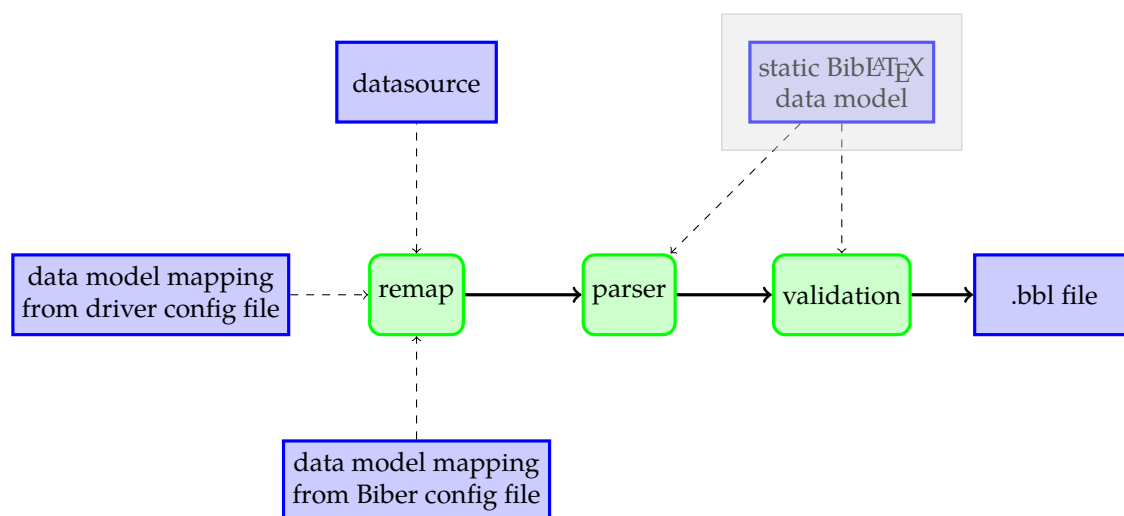 datasource
static BibLATEX
data model
data model mapping
from driver config file
remap
parser
validation
.bbl file
data model mapping
from Biber config file